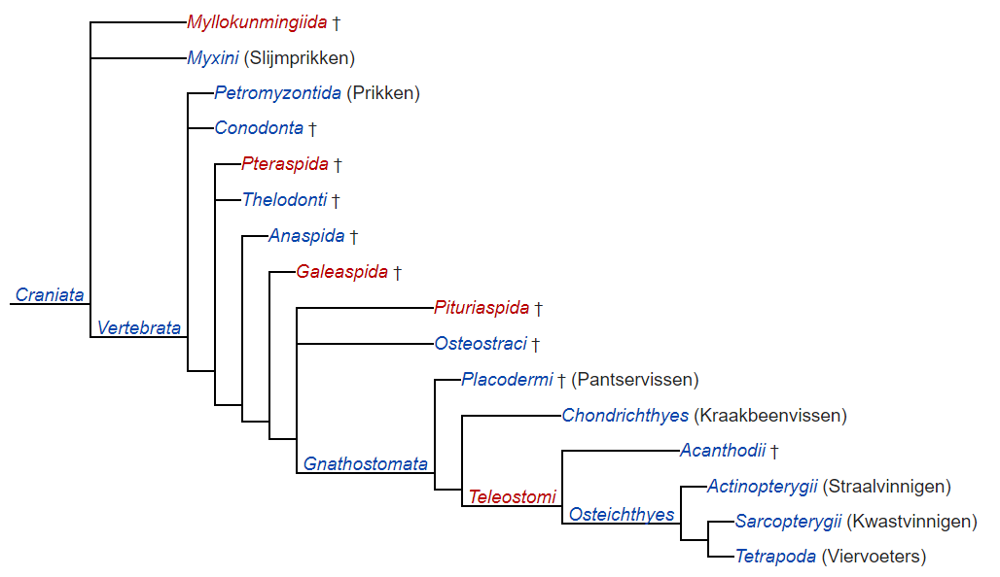 Myllokunmingiida †
Myxini (Slijmprikken)
Petromyzontida (Prikken)
Conodonta †
Pteraspida †
Thelodonti †
Anaspida †
Galeaspida †
Craniata
Pituriaspida †
Vertebrata
Osteostraci †
Placodermi † (Pantservissen)
Chondrichthyes (Kraakbeenvissen)
Acanthodii †
Gnathostomata
Actinopterygii (Straalvinnigen)
Teleostomi
Osteichthyes
Sarcopterygii (Kwastvinnigen)
Tetrapoda (Viervoeters)